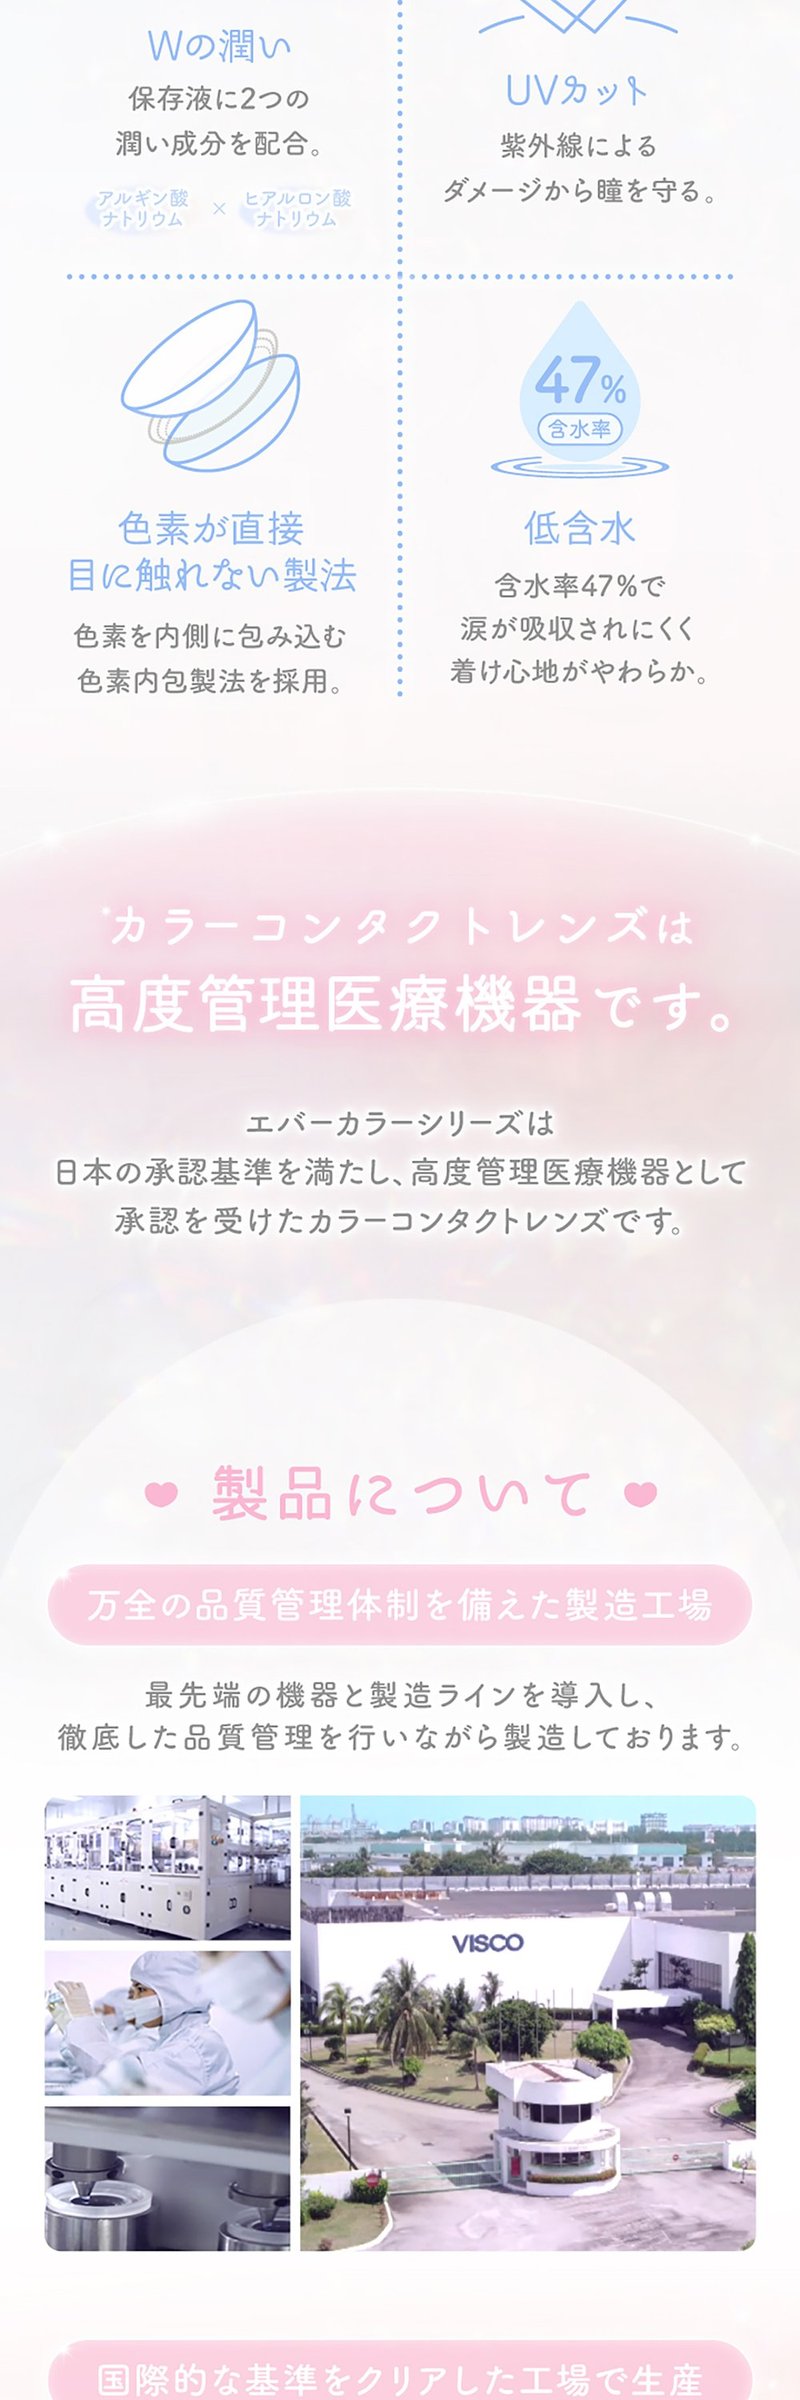 Wの潤い
保存液に2つの
潤い成分を配合。
アルギン酸
ナトリウム
×
ヒアルロン酸
ナトリウム
UVカット
紫外線による
ダメージから瞳を守る。
色素が直接
目に触れない製法
色素を内側に包み込む
色素内包製法を採用。
47%
含水率
低含水
含水率47%で
涙が吸収されにくく
着け心地がやわらか。
カラーコンタクトレンズは
高度管理医療機器です。
エバーカラーシリーズは
日本の承認基準を満たし、高度管理医療機器として
承認を受けたカラーコンタクトレンズです。
製品について
万全の品質管理体制を備えた製造工場
最先端の機器と製造ラインを導入し、
徹底した品質管理を行いながら製造しております。
VISCO
国際的な基準をクリアした工場で生産